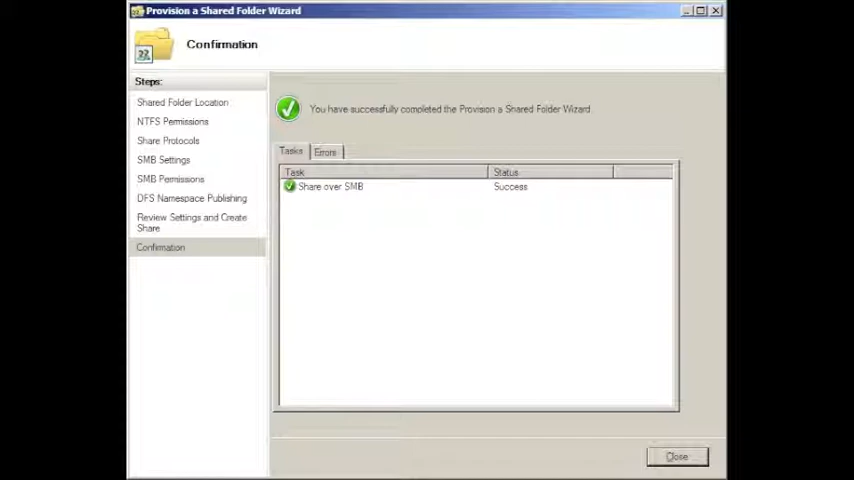 Provision a Shared Folder Wizard
Confirmation
Steps:
Shared Folder Location
NTFS Permissions
Share Protocols
SMB Settings
SMB Permissions
DFS Namespace Publishing
Review Settings and Create
Share
Confirmation
You have successfully completed the Provision a Shared Folder Wizard.
Tasks Errors
Task Status
Share over SMB Success
Close